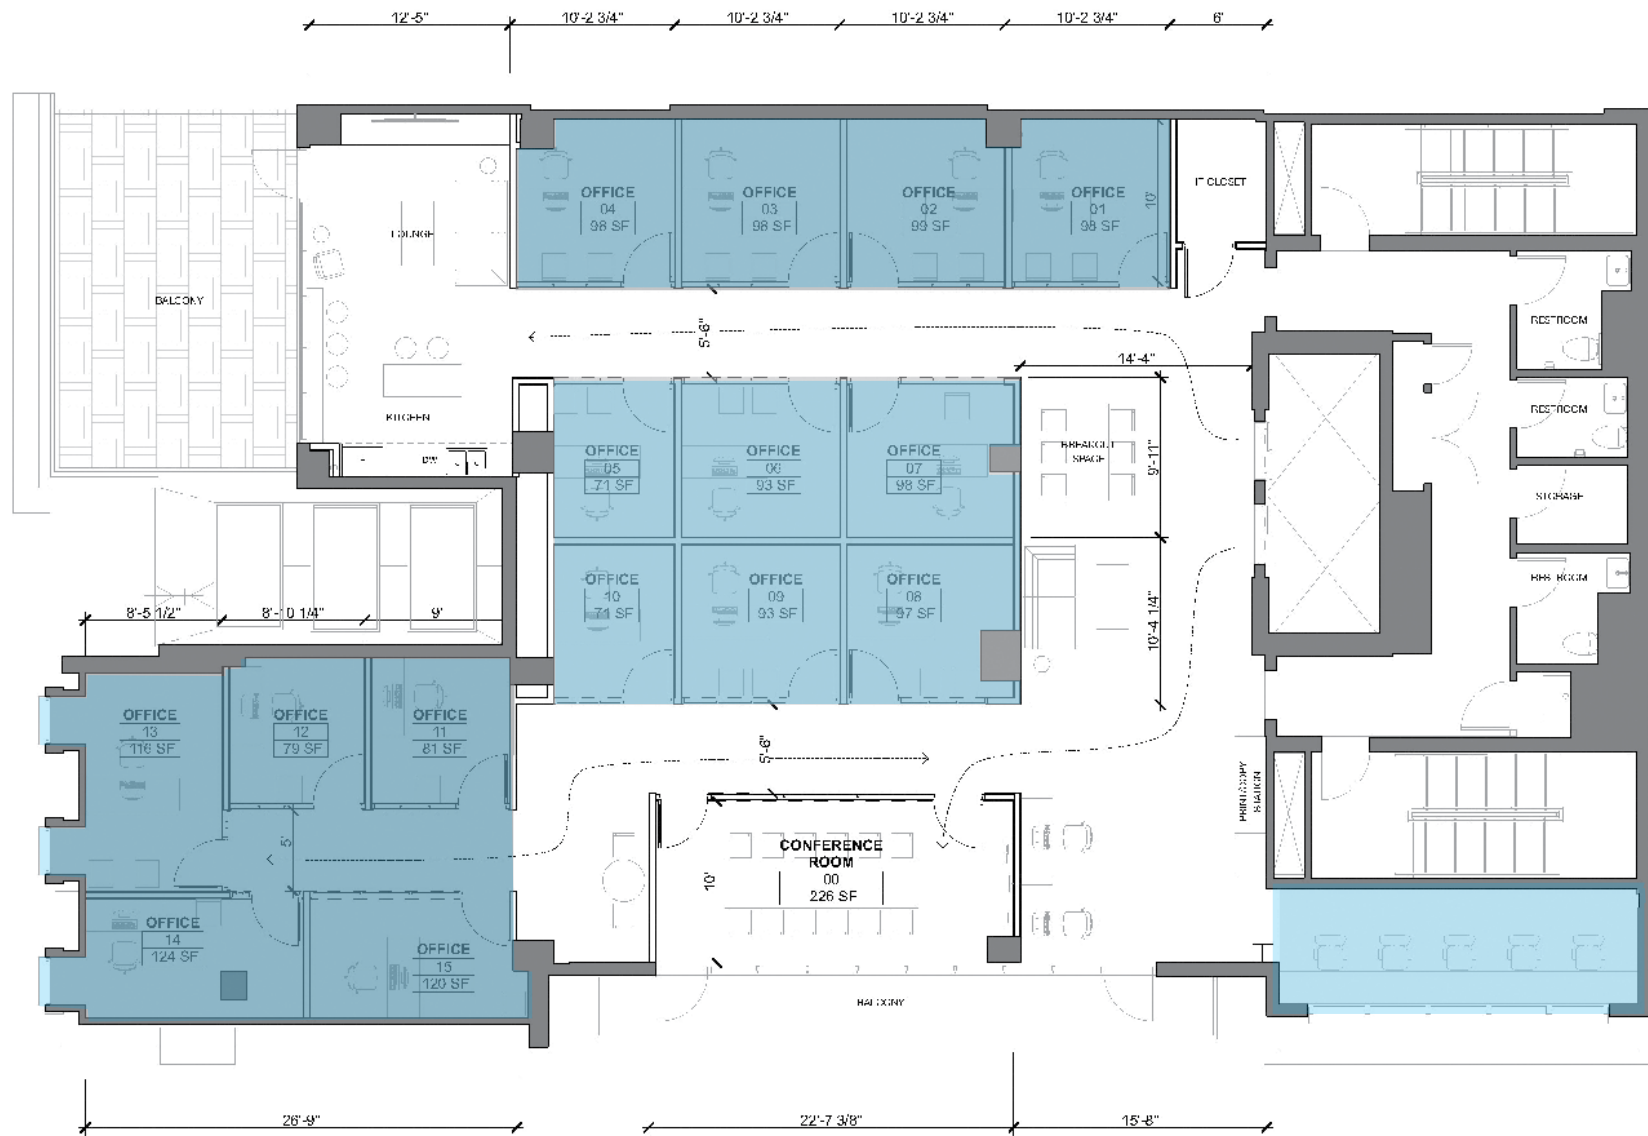 12'-5"
10'-2 3/4"
10'-2 3/4"
10'-2 3/4"
10'-2 3/4"
6'
OFFICE
04
98 SF
OFFICE
03
98 SF
OFFICE
02
99 SF
OFFICE
01
98 SF
10'
IT CLOSET
LOUNGE
BALCONY
RESTROOM
5'-6"
14'-4"
KITCHEN
DW
OFFICE
05
71 SF
OFFICE
06
93 SF
OFFICE
07
98 SF
BREAKOUT
SPACE
9'-11"
RESTROOM
STORAGE
OFFICE
10
71 SF
OFFICE
09
93 SF
OFFICE
08
97 SF
10'-4 1/4"
RESTROOM
8'-5 1/2"
8'-10 1/4"
9'
OFFICE
13
116 SF
OFFICE
12
79 SF
OFFICE
11
81 SF
5'-6"
PRINT/COPY
STATION
5'
CONFERENCE
ROOM
00
226 SF
10'
OFFICE
14
124 SF
OFFICE
15
120 SF
BALCONY
26'-9"
22'-7 3/8"
15'-8"